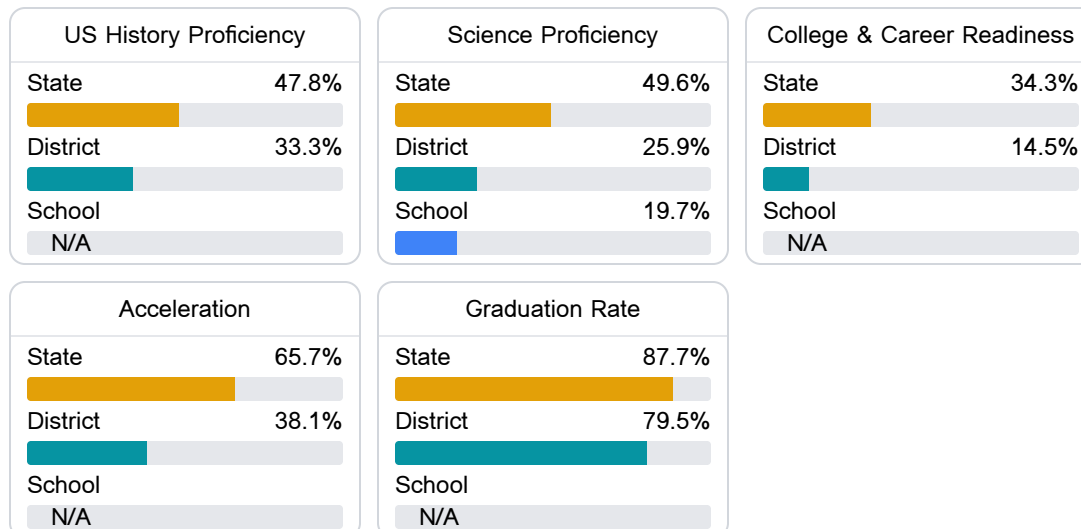 US History Proficiency
State 47.8%
District 33.3%
School
N/A
Science Proficiency
State 49.6%
District 25.9%
School 19.7%
College & Career Readiness
State 34.3%
District 14.5%
School
N/A
Acceleration
State 65.7%
District 38.1%
School
N/A
Graduation Rate
State 87.7%
District 79.5%
School
N/A